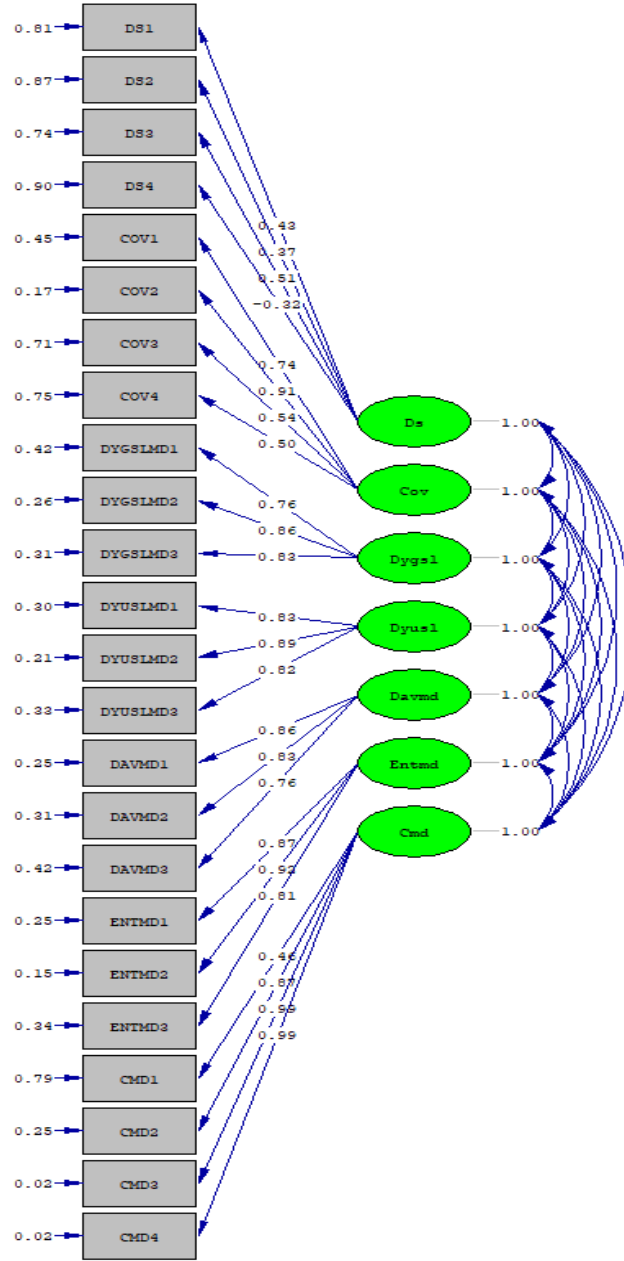 0.81 DS1
0.87 DS2
0.74 DS3
0.90 DS4
0.45 COV1
0.17 COV2
0.71 COV3
0.75 COV4
0.42 DYGSLMD1
0.26 DYGSLMD2
0.31 DYGSLMD3
0.30 DYUSLMD1
0.21 DYUSLMD2
0.33 DYUSLMD3
0.25 DAVMD1
0.31 DAVMD2
0.42 DAVMD3
0.25 ENTMD1
0.15 ENTMD2
0.34 ENTMD3
0.79 CMD1
0.25 CMD2
0.02 CMD3
0.02 CMD4
0.43
0.37
0.51
-0.32
0.74
0.91
0.54
0.50
0.76
0.86
0.83
0.83
0.89
0.82
0.86
0.83
0.76
0.87
0.92
0.81
0.46
0.87
0.99
0.99
Ds 1.00
Cov 1.00
Dygsl 1.00
Dyusl 1.00
Davmd 1.00
Entmd 1.00
Cmd 1.00